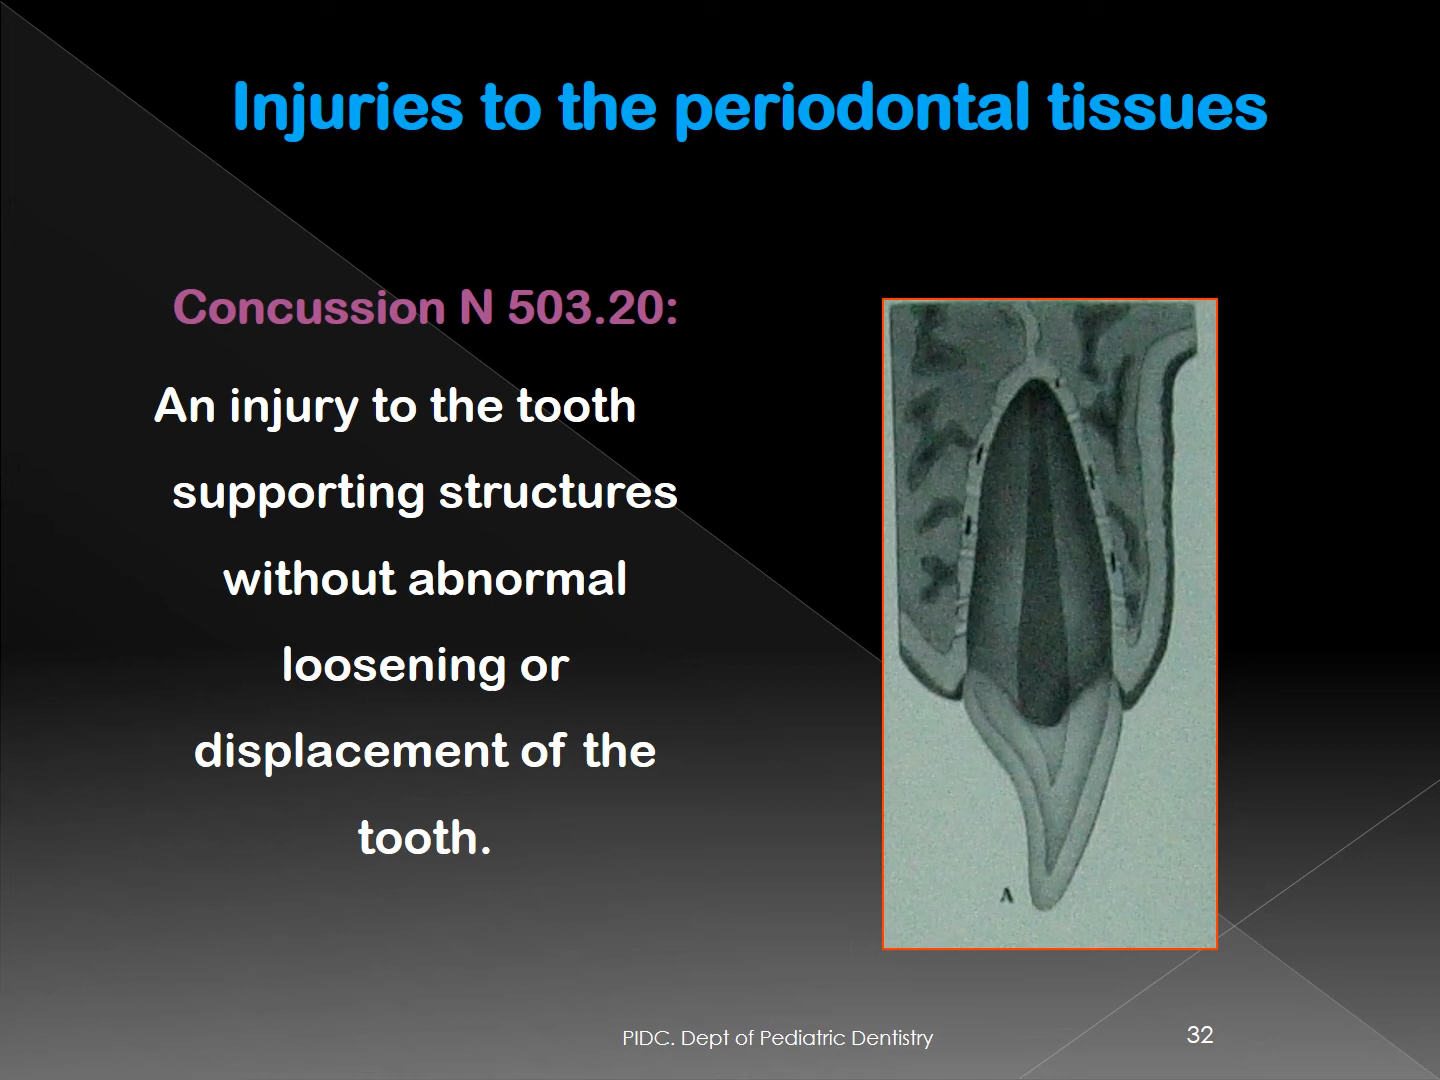 Injuries to the periodontal tissues
Concussion N 503.20:
An injury to the tooth
supporting structures
without abnormal
loosening or
displacement of the
tooth.
A
PIDC. Dept of Pediatric Dentistry
32